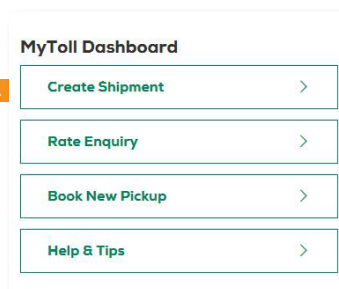 MyToll Dashboard
Create Shipment
Rate Enquiry
Book New Pickup
Help & Tips